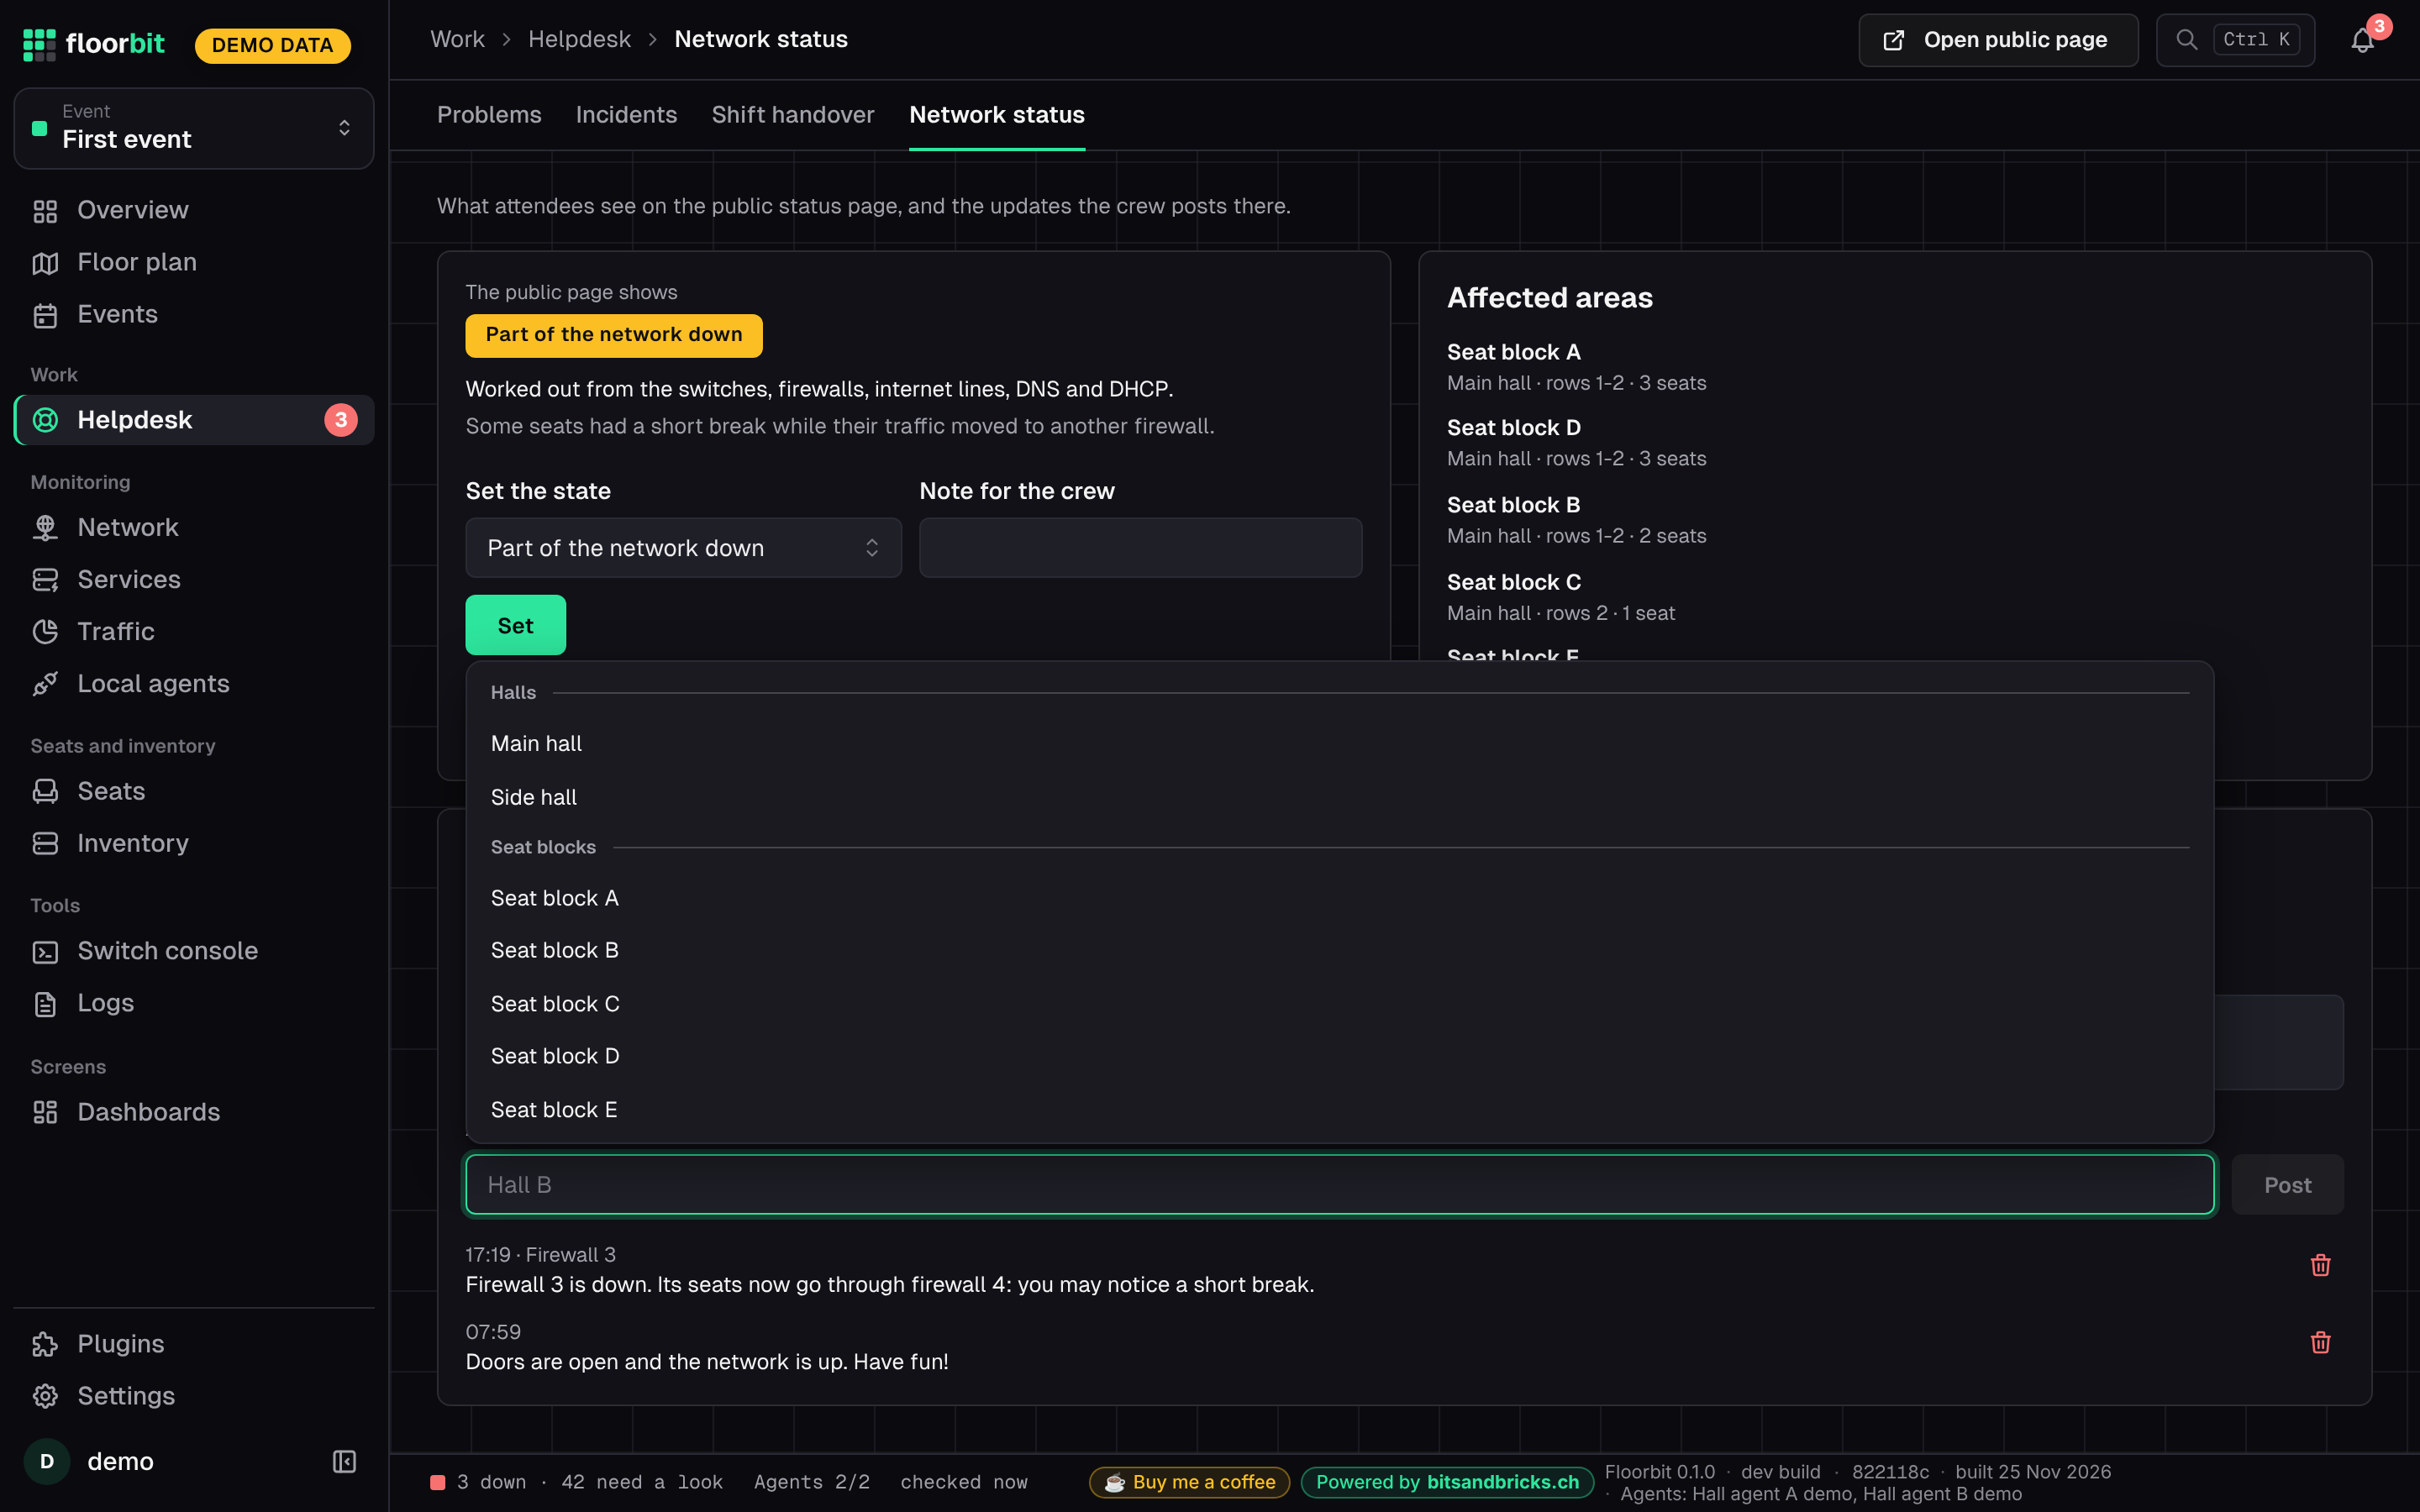 floorbit
DEMO DATA
Event
First event
Overview
Floor plan
Events
Work
Helpdesk
3
Monitoring
Network
Services
Traffic
Local agents
Seats and inventory
Seats
Inventory
Tools
Switch console
Logs
Screens
Dashboards
Plugins
Settings
D
demo
Work
Helpdesk
Network status
Open public page
Ctrl K
3
Problems
Incidents
Shift handover
Network status
What attendees see on the public status page, and the updates the crew posts there.
The public page shows
Part of the network down
Worked out from the switches, firewalls, internet lines, DNS and DHCP.
Some seats had a short break while their traffic moved to another firewall.
Set the state
Note for the crew
Part of the network down
Set
Affected areas
Seat block A
Main hall · rows 1-2 · 3 seats
Seat block D
Main hall · rows 1-2 · 3 seats
Seat block B
Main hall · rows 1-2 · 2 seats
Seat block C
Main hall · rows 2 · 1 seat
Seat block
Halls
Main hall
Side hall
Seat blocks
Seat block A
Seat block B
Seat block C
Seat block D
Seat block E
Hall B
Post
17:19 · Firewall 3
Firewall 3 is down. Its seats now go through firewall 4: you may notice a short break.
07:59
Doors are open and the network is up. Have fun!
3 down · 42 need a look
Agents 2/2
checked now
☕ Buy me a coffee
Powered by bitsandbricks.ch
Floorbit 0.1.0 · dev build · 822118c · built 25 Nov 2026
· Agents: Hall agent A demo, Hall agent B demo